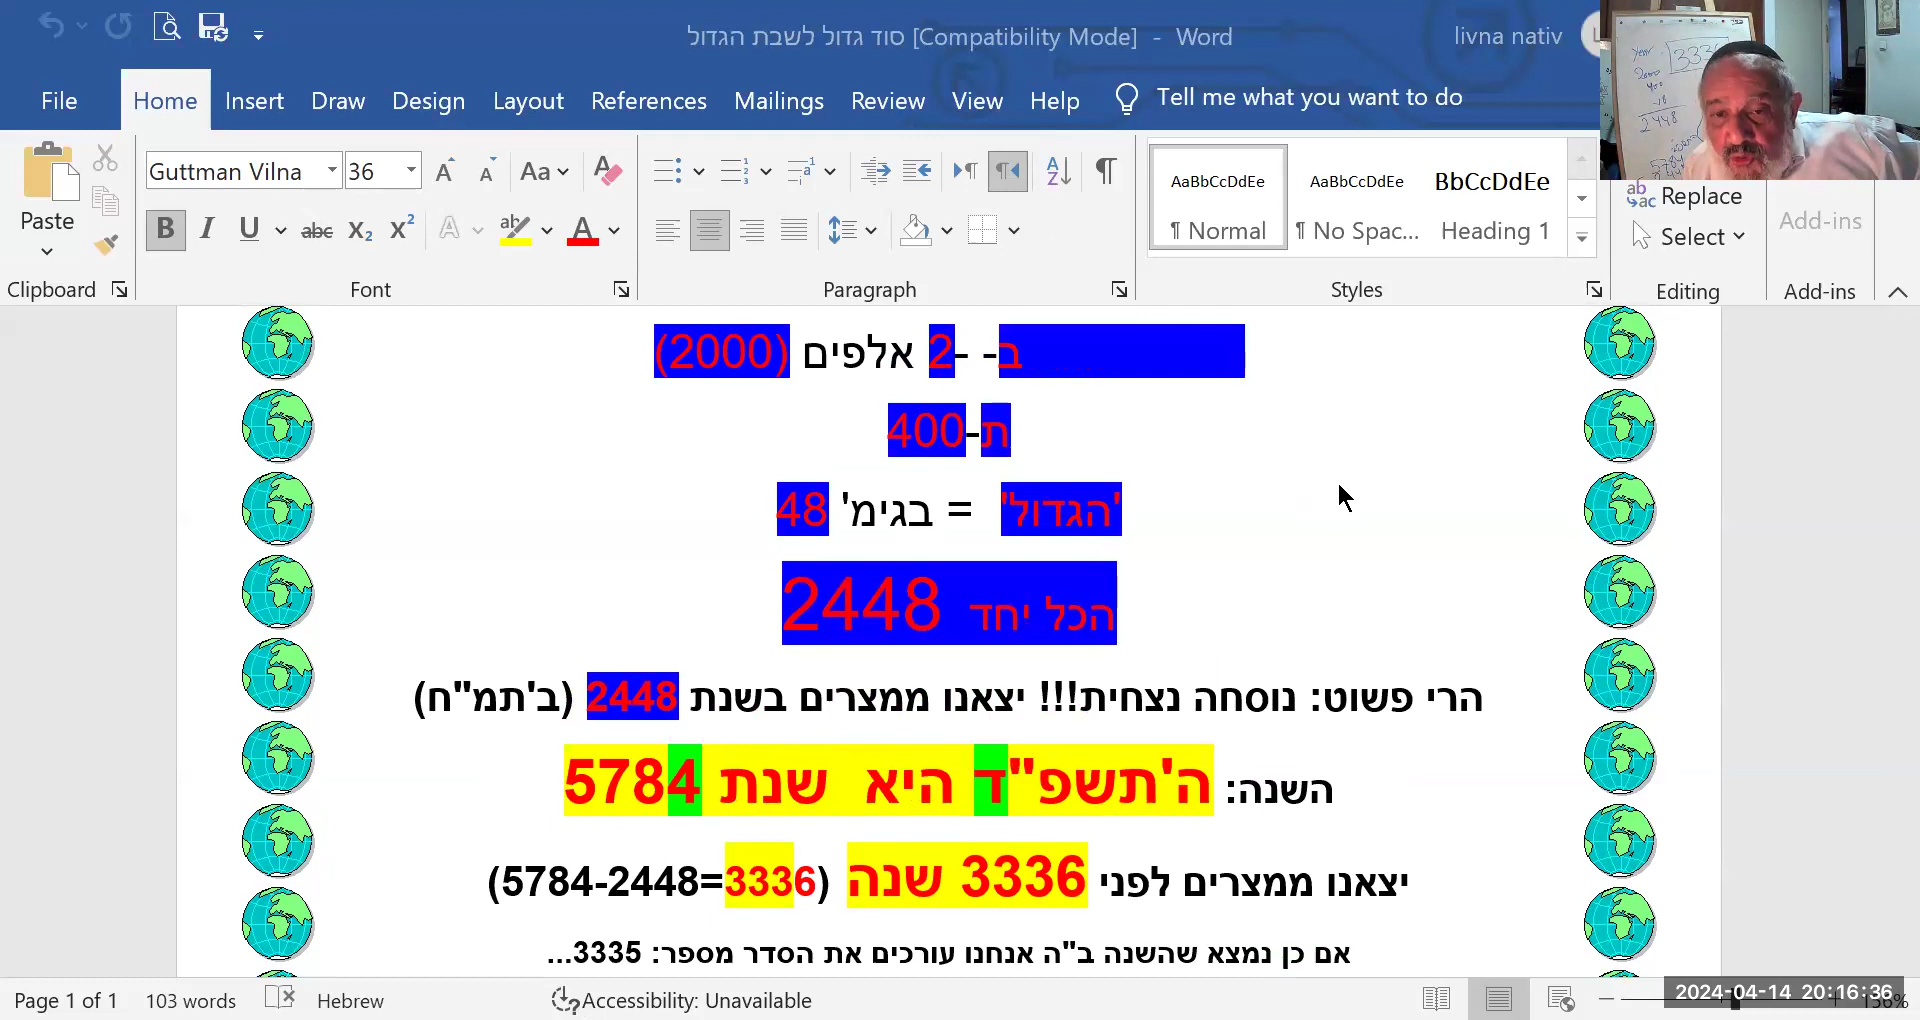 סוד גדול לשבת הגדול [Compatibility Mode] - Word
livna nativ
File Home Insert Draw Design Layout References Mailings Review View Help Tell me what you want to do
Guttman Vilna 36
Aa
AaBbCcDdEe AaBbCcDdEe BbCcDdEe
Paste
¶ Normal ¶ No Spac... Heading 1
Replace
Select
Add-ins
Clipboard Font Paragraph Styles Editing Add-ins
ב- -2 אלפים (2000)
ת-400
'הגדול' = בגימ' 48
הכל יחד 2448
הרי פשוט: נוסחה נצחית!!! יצאנו ממצרים בשנת 2448 (ב'תמ"ח)
השנה: ה'תשפ"ד היא שנת 5784
יצאנו ממצרים לפני 3336 שנה (3336=5784-2448)
אם כן נמצא שהשנה ב"ה אנחנו עורכים את הסדר מספר: 3335...
Page 1 of 1 103 words Hebrew Accessibility: Unavailable
2024-04-14 20:16:36